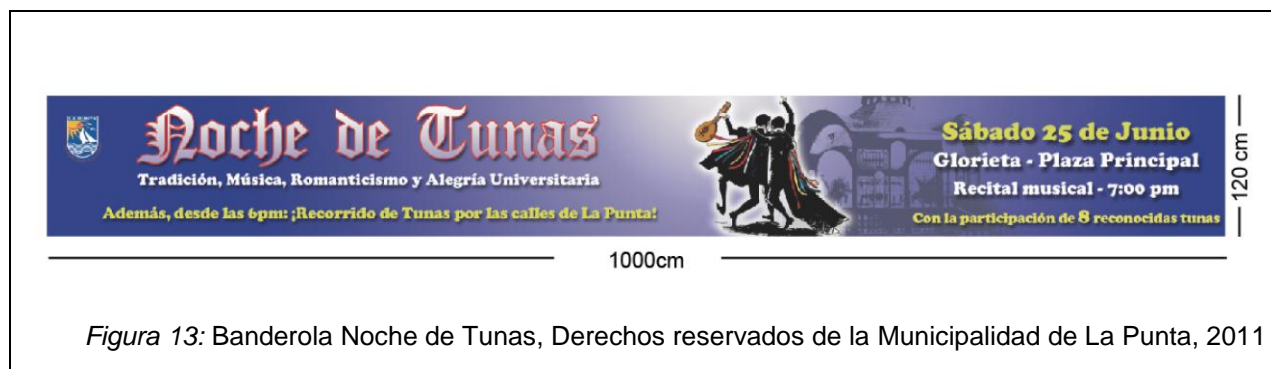 Noche de Tunas
Tradición, Música, Romanticismo y Alegría Universitaria
Además, desde las 6pm: ¡Recorrido de Tunas por las calles de La Punta!
Sábado 25 de Junio
Glorieta - Plaza Principal
Recital musical - 7:00 pm
Con la participación de 8 reconocidas tunas
120 cm
1000cm
Figura 13: Banderola Noche de Tunas, Derechos reservados de la Municipalidad de La Punta, 2011